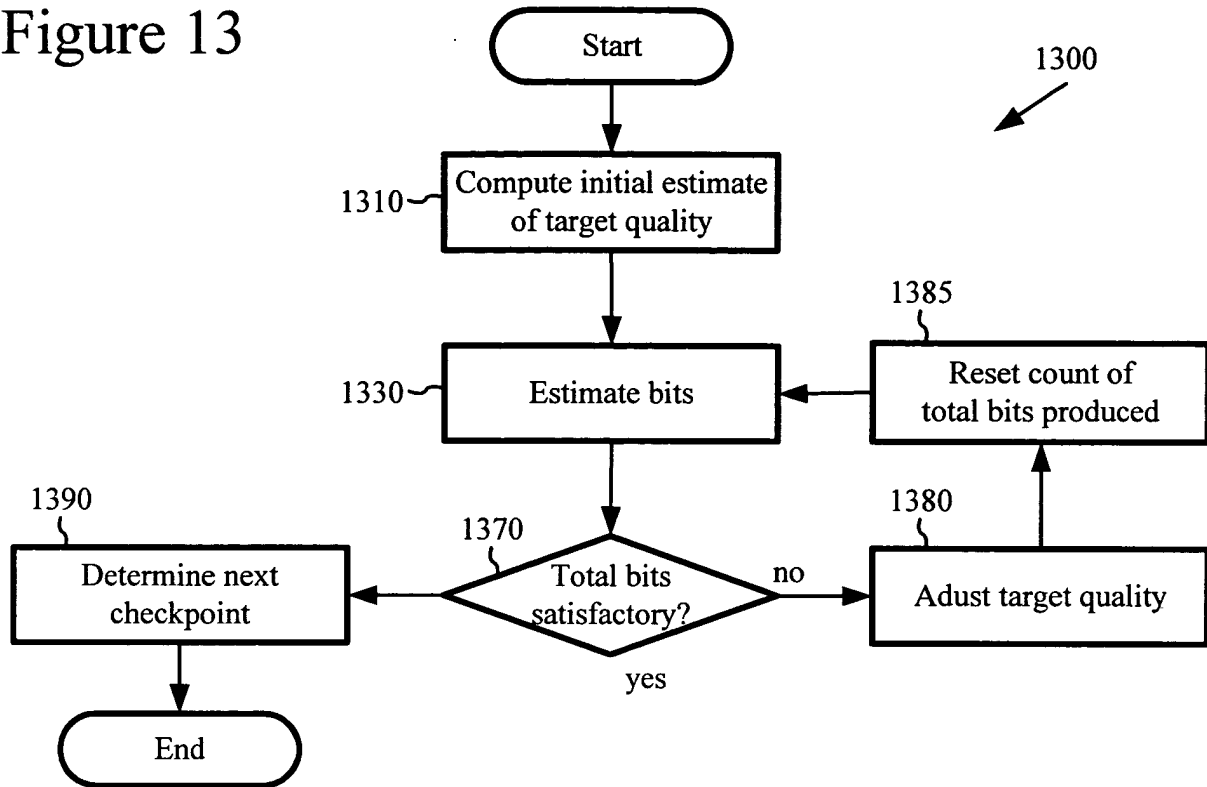 Figure 13
Start
1300
1310
Compute initial estimate
of target quality
1385
1330
Estimate bits
Reset count of
total bits produced
1390
1370
1380
Determine next
checkpoint
Total bits
satisfactory?
no
Adust target quality
yes
End